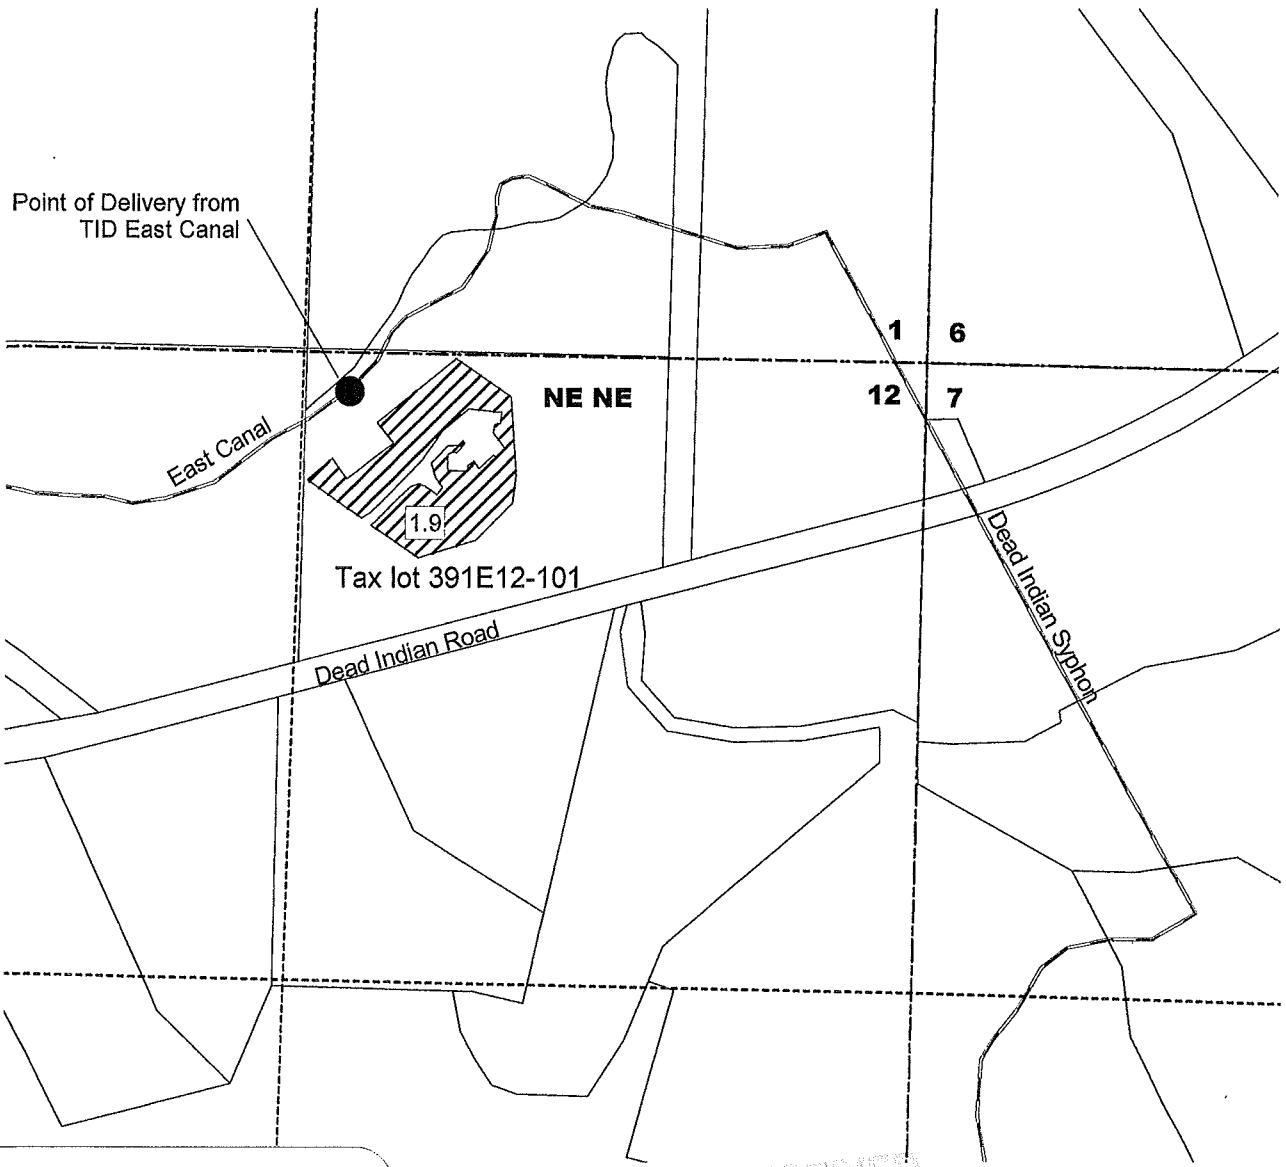 Point of Delivery from
TID East Canal
1
6
12
7
NE NE
East Canal
1.9
Tax lot 391E12-101
Dead Indian Road
Dead Indian Syphon